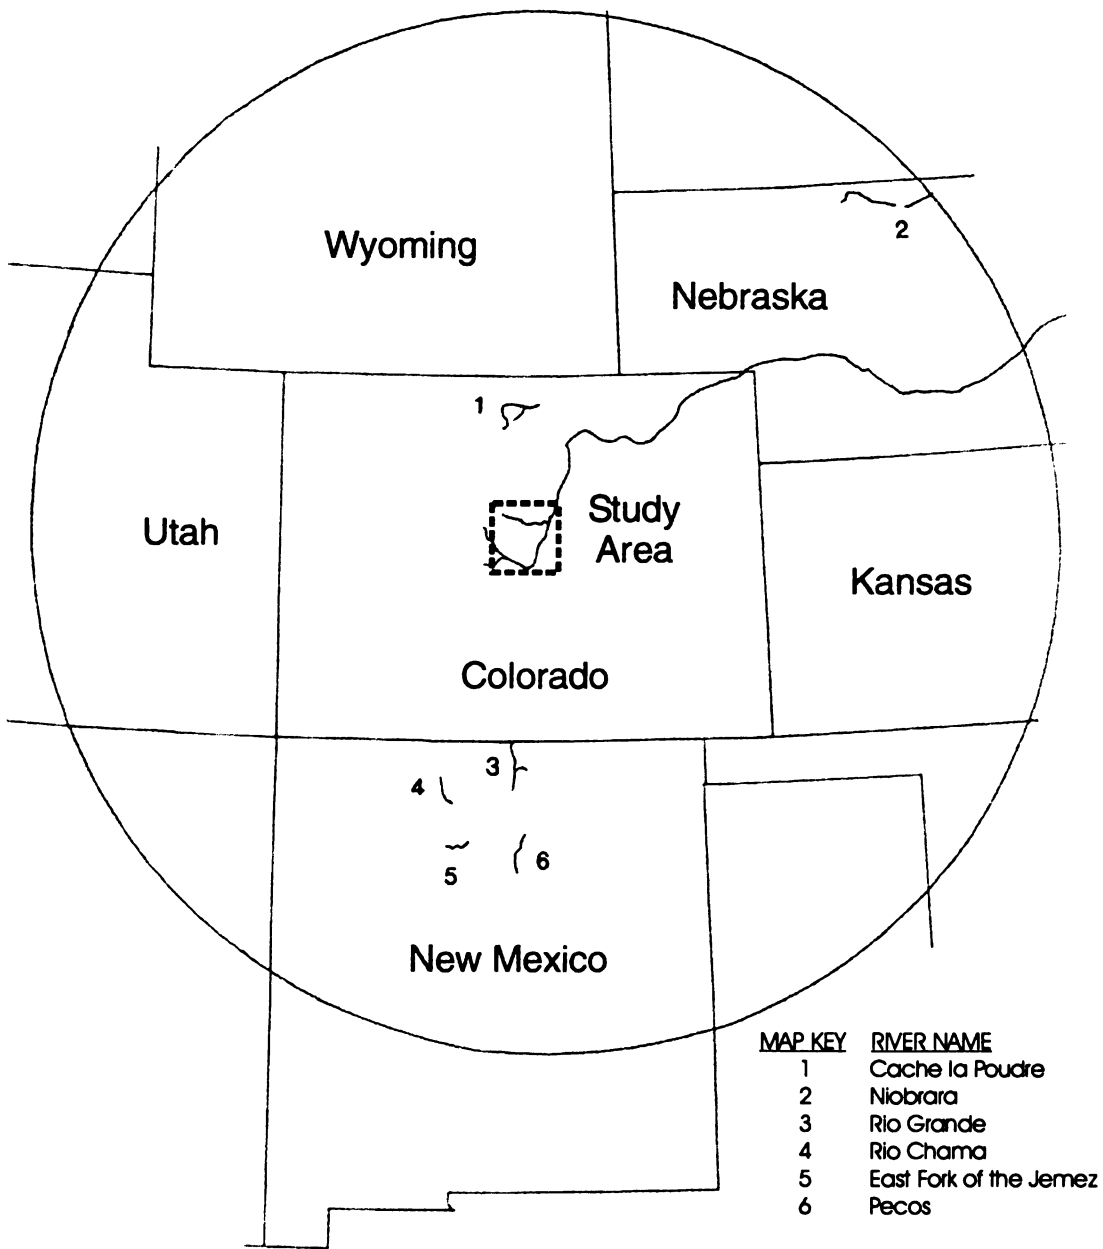 Wyoming
2
Nebraska
1
Study
Area
Utah
Kansas
Colorado
3
4
5
6
New Mexico
MAP KEY RIVER NAME
1 Cache la Poudre
2 Niobrara
3 Rio Grande
4 Rio Chama
5 East Fork of the Jemez
6 Pecos